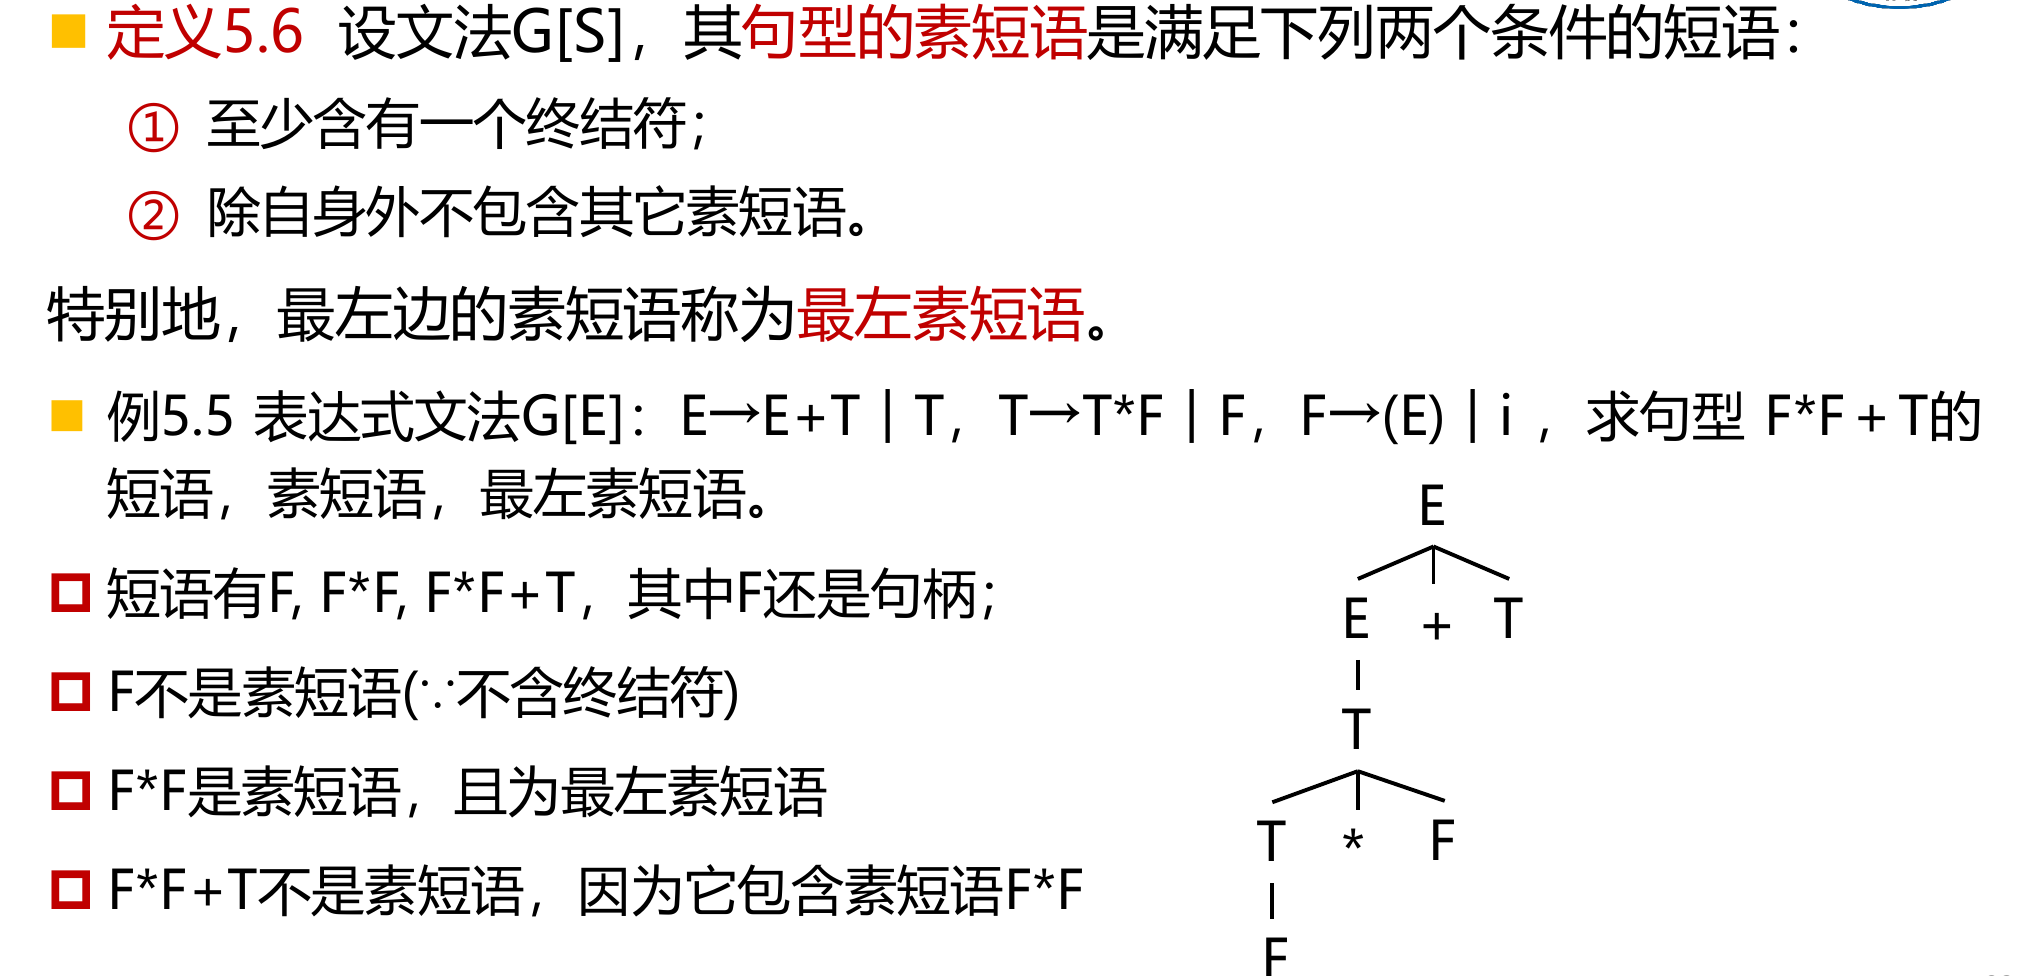 定义5.6 设文法G[S]，其句型的素短语是满足下列两个条件的短语：
① 至少含有一个终结符；
② 除自身外不包含其它素短语。
特别地，最左边的素短语称为最左素短语。
例5.5 表达式文法G[E]：E→E+T | T，T→T*F | F，F→(E) | i ，求句型 F*F + T的
短语，素短语，最左素短语。
短语有F, F*F, F*F+T，其中F还是句柄；
F不是素短语(∵不含终结符)
F*F是素短语，且为最左素短语
F*F+T不是素短语，因为它包含素短语F*F
E
E + T
T
T * F
F